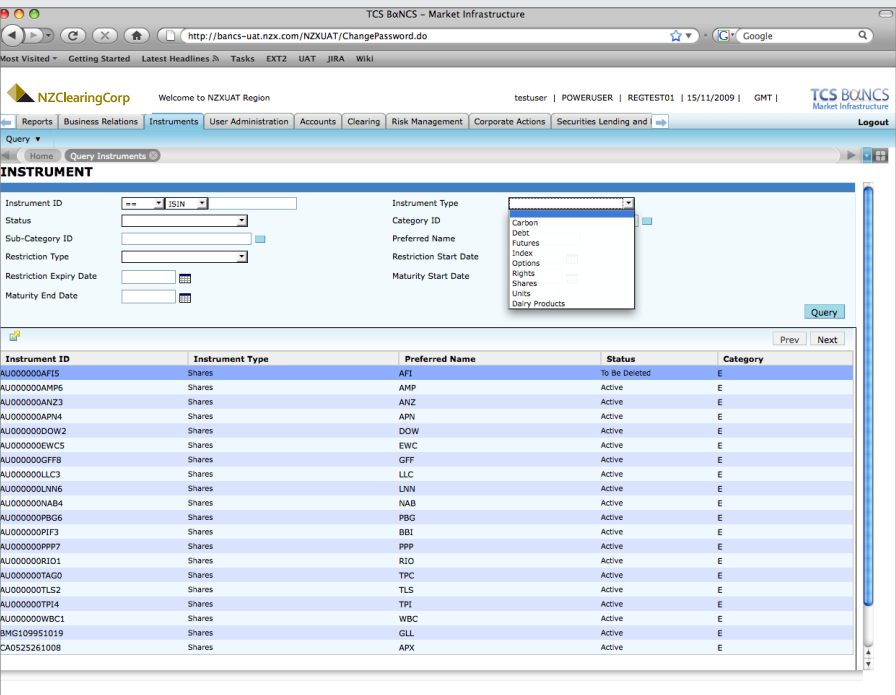 TCS BαNCS – Market Infrastructure
http://bancs-uat.nzx.com/NZXUAT/ChangePassword.do
Google
Most Visited Getting Started Latest Headlines Tasks EXT2 UAT JIRA Wiki
NZClearingCorp Welcome to NZXUAT Region testuser | POWERUSER | REGTEST01 | 15/11/2009 | GMT | TCS BαNCS
Market Infrastructure
Reports Business Relations Instruments User Administration Accounts Clearing Risk Management Corporate Actions Securities Lending and Logout
Query
Home Query Instruments
INSTRUMENT
Instrument ID == ISIN Instrument Type
Status Category ID
Sub-Category ID Preferred Name
Restriction Type Restriction Start Date
Restriction Expiry Date Maturity Start Date
Maturity End Date
Carbon
Debt
Futures
Index
Options
Rights
Shares
Units
Dairy Products
Query
Prev Next
Instrument ID Instrument Type Preferred Name Status Category
AU000000AFI5 Shares AFI To Be Deleted E
AU000000AMP6 Shares AMP Active E
AU000000ANZ3 Shares ANZ Active E
AU000000APN4 Shares APN Active E
AU000000DOW2 Shares DOW Active E
AU000000EWC5 Shares EWC Active E
AU000000GFF8 Shares GFF Active E
AU000000LLC3 Shares LLC Active E
AU000000LNN6 Shares LNN Active E
AU000000NAB4 Shares NAB Active E
AU000000PBG6 Shares PBG Active E
AU000000PIF3 Shares BBI Active E
AU000000PPP7 Shares PPP Active E
AU000000RIO1 Shares RIO Active E
AU000000TAG0 Shares TPC Active E
AU000000TLS2 Shares TLS Active E
AU000000TPI4 Shares TPI Active E
AU000000WBC1 Shares WBC Active E
BMG109951019 Shares GLL Active E
CA0525261008 Shares APX Active E